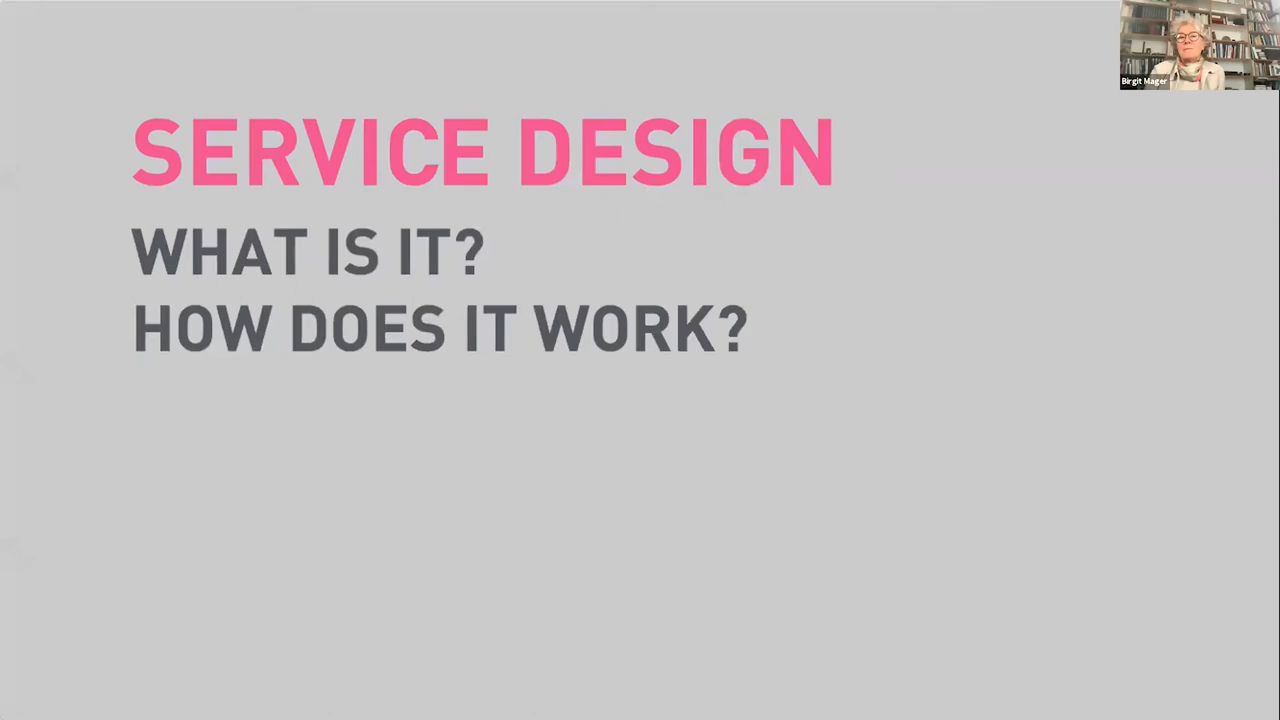 SERVICE DESIGN
WHAT IS IT?
HOW DOES IT WORK?
Birgit Mager